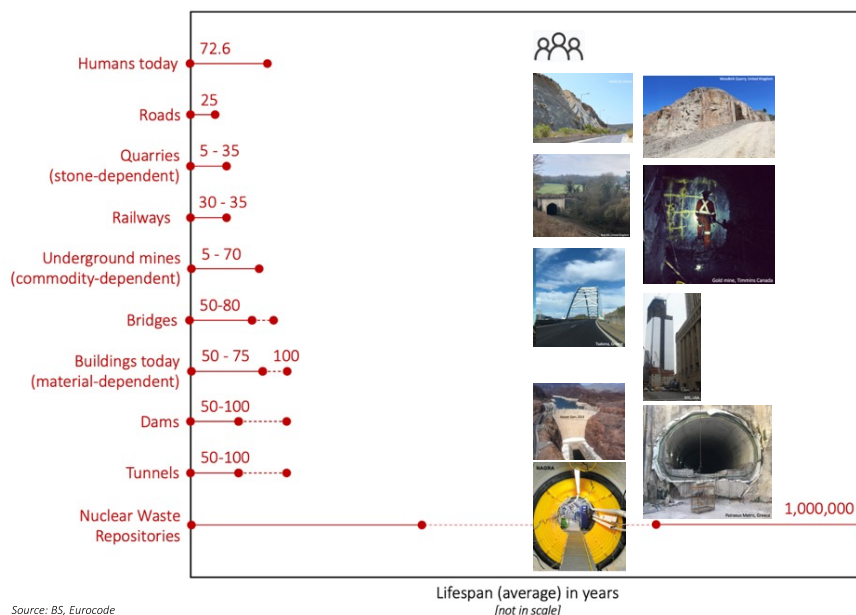 72.6
Humans today
25
Roads
Quarries
5 - 35
(stone-dependent)
30 - 35
Railways
Underground mines
5 - 70
(commodity-dependent)
Gold mine, Timmins Canada
50-80
Bridges
Buildings today
50 - 75
100
(material-dependent)
50-100
Dams
50-100
Tunnels
NAGRA
Nuclear Waste
Repositories
1,000,000
Lifespan (average) in years
[not in scale]
Source: BS, Eurocode